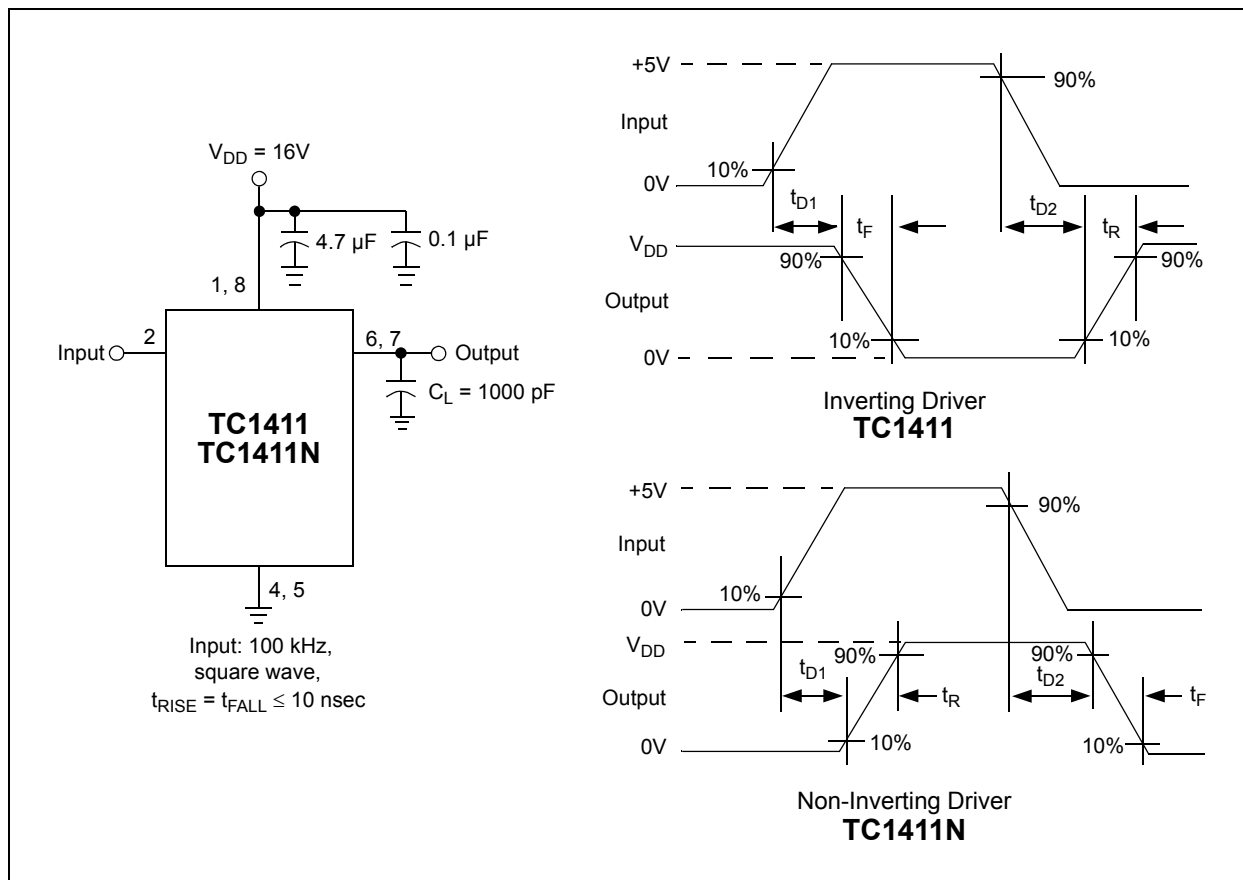 V_DD = 16V
4.7 µF
0.1 µF
1, 8
2
Input
6, 7
Output
C_L = 1000 pF
TC1411
TC1411N
4, 5
Input: 100 kHz,
square wave,
t_RISE = t_FALL ≤ 10 nsec
+5V
90%
Input
10%
0V
t_D1
t_D2
t_F
t_R
V_DD
90%
90%
Output
10%
10%
0V
Inverting Driver
TC1411
+5V
90%
Input
10%
0V
V_DD
t_D1
90%
90%
t_D2
Output
t_R
t_F
0V
10%
10%
Non-Inverting Driver
TC1411N